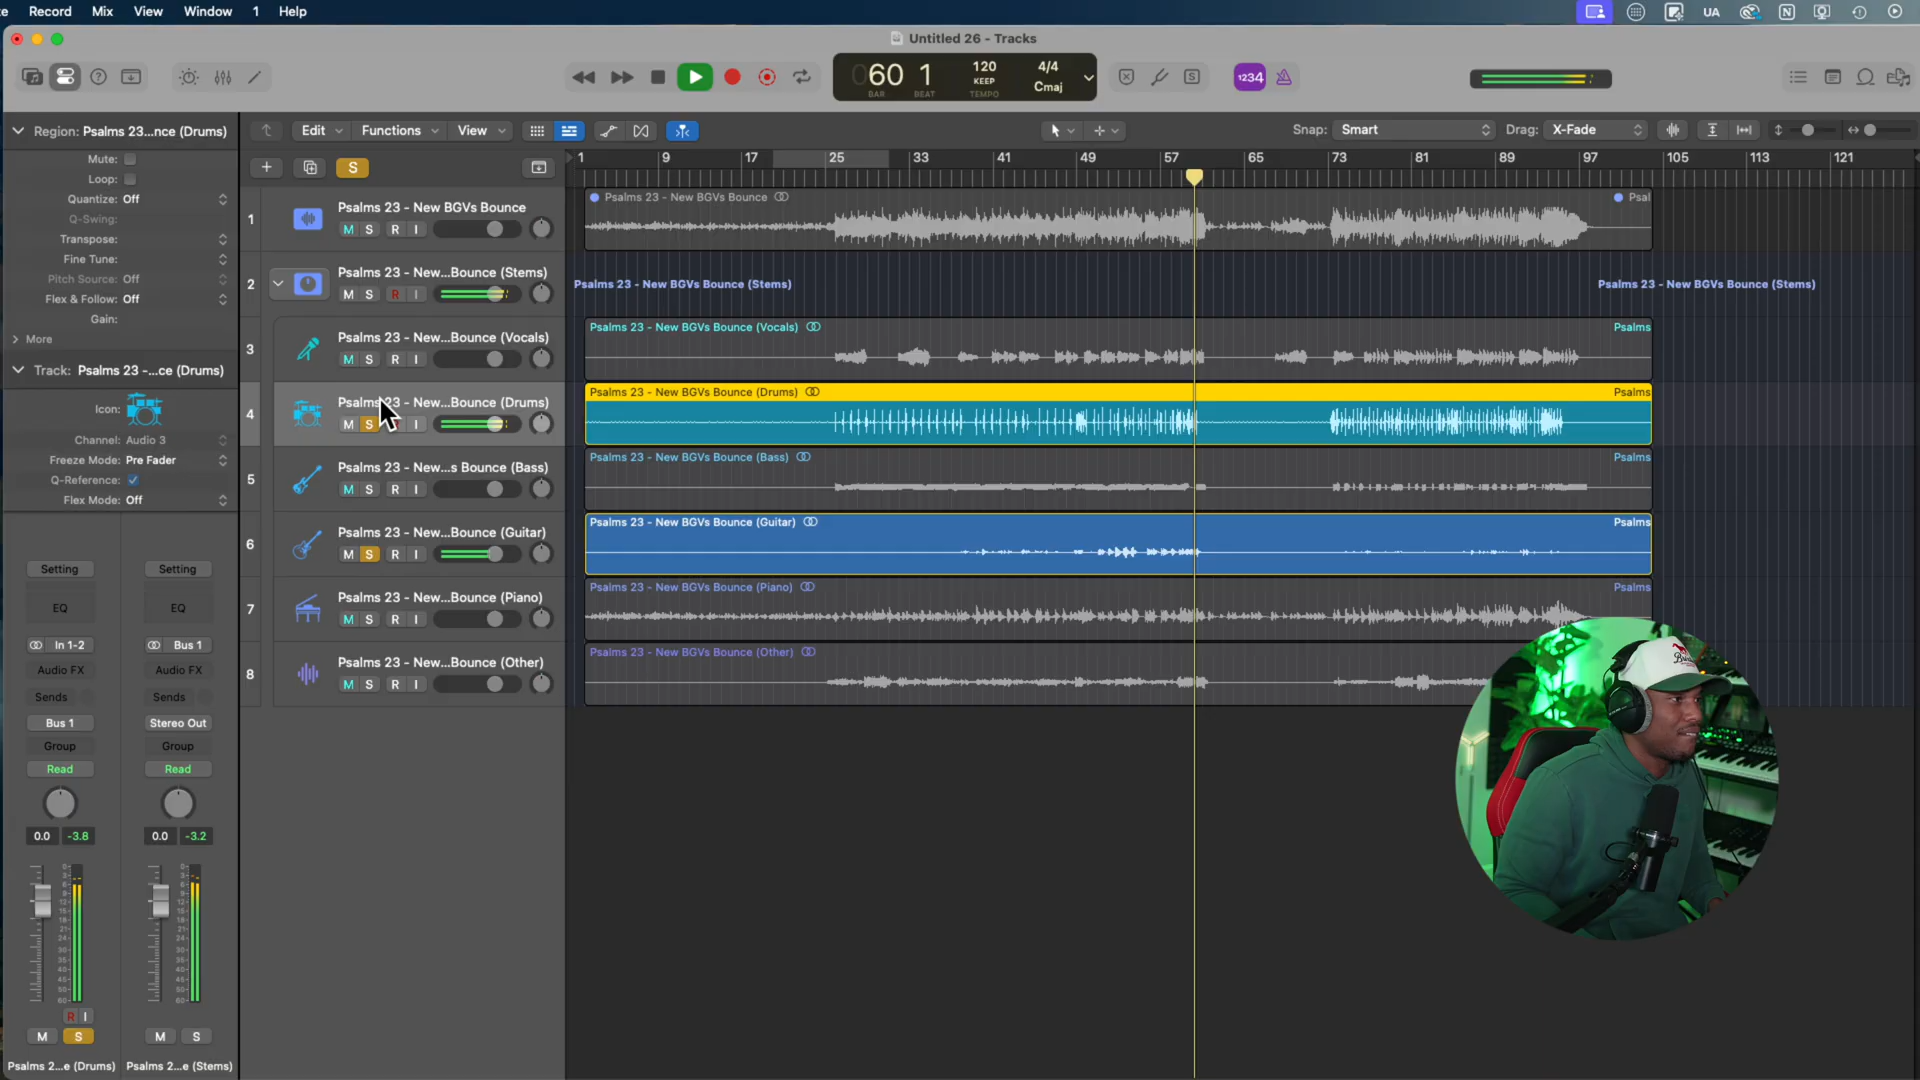 Record Mix View Window 1 Help
UA
Untitled 26 - Tracks
60 1
BAR BEAT
120
KEEP
TEMPO
4/4
Cmaj
1234
Region: Psalms 23...nce (Drums)
Mute:
Loop:
Quantize: Off
Q-Swing:
Transpose:
Fine Tune:
Pitch Source: Off
Flex & Follow: Off
Gain:
More
Track: Psalms 23 -...ce (Drums)
Icon:
Channel: Audio 3
Freeze Mode: Pre Fader
Q-Reference:
Flex Mode: Off
Setting Setting
EQ EQ
In 1-2 Bus 1
Audio FX Audio FX
Sends Sends
Bus 1 Stereo Out
Group Group
Read Read
0.0 -3.8 0.0 -3.2
R I
M S M S
Psalms 2...e (Drums) Psalms 2...e (Stems)
Edit Functions View
Snap: Smart Drag: X-Fade
S
1 9 17 25 33 41 49 57 65 73 81 89 97 105 113 121
1 Psalms 23 - New BGVs Bounce
M S R I
Psalms 23 - New BGVs Bounce Psal
2 Psalms 23 - New...Bounce (Stems)
M S R I
Psalms 23 - New BGVs Bounce (Stems) Psalms 23 - New BGVs Bounce (Stems)
3 Psalms 23 - New...Bounce (Vocals)
M S R I
Psalms 23 - New BGVs Bounce (Vocals) Psalms
4 Psalms 23 - New...Bounce (Drums)
M S I
Psalms 23 - New BGVs Bounce (Drums) Psalms
5 Psalms 23 - New...s Bounce (Bass)
M S R I
Psalms 23 - New BGVs Bounce (Bass) Psalms
6 Psalms 23 - New...Bounce (Guitar)
M S R I
Psalms 23 - New BGVs Bounce (Guitar) Psalms
7 Psalms 23 - New...Bounce (Piano)
M S R I
Psalms 23 - New BGVs Bounce (Piano) Psalms
8 Psalms 23 - New...Bounce (Other)
M S R I
Psalms 23 - New BGVs Bounce (Other)